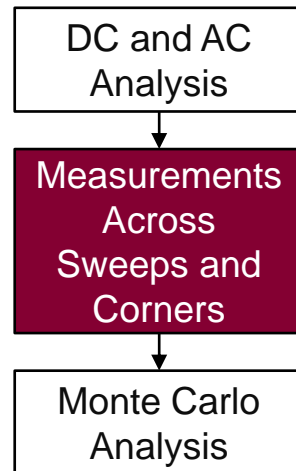 DC and AC
Analysis
Measurements
Across
Sweeps and
Corners
Monte Carlo
Analysis